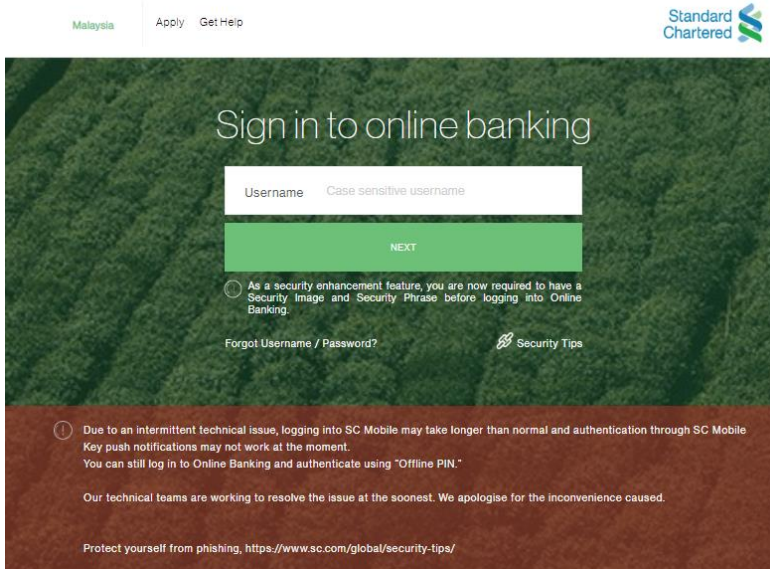 Malaysia Apply Get Help
Standard
Chartered
Sign in to online banking
Username Case sensitive username
NEXT
As a security enhancement feature, you are now required to have a
Security Image and Security Phrase before logging into Online
Banking.
Forgot Username / Password? Security Tips
Due to an intermittent technical issue, logging into SC Mobile may take longer than normal and authentication through SC Mobile
Key push notifications may not work at the moment.
You can still log in to Online Banking and authenticate using "Offline PIN."
Our technical teams are working to resolve the issue at the soonest. We apologise for the inconvenience caused.
Protect yourself from phishing, https://www.sc.com/global/security-tips/